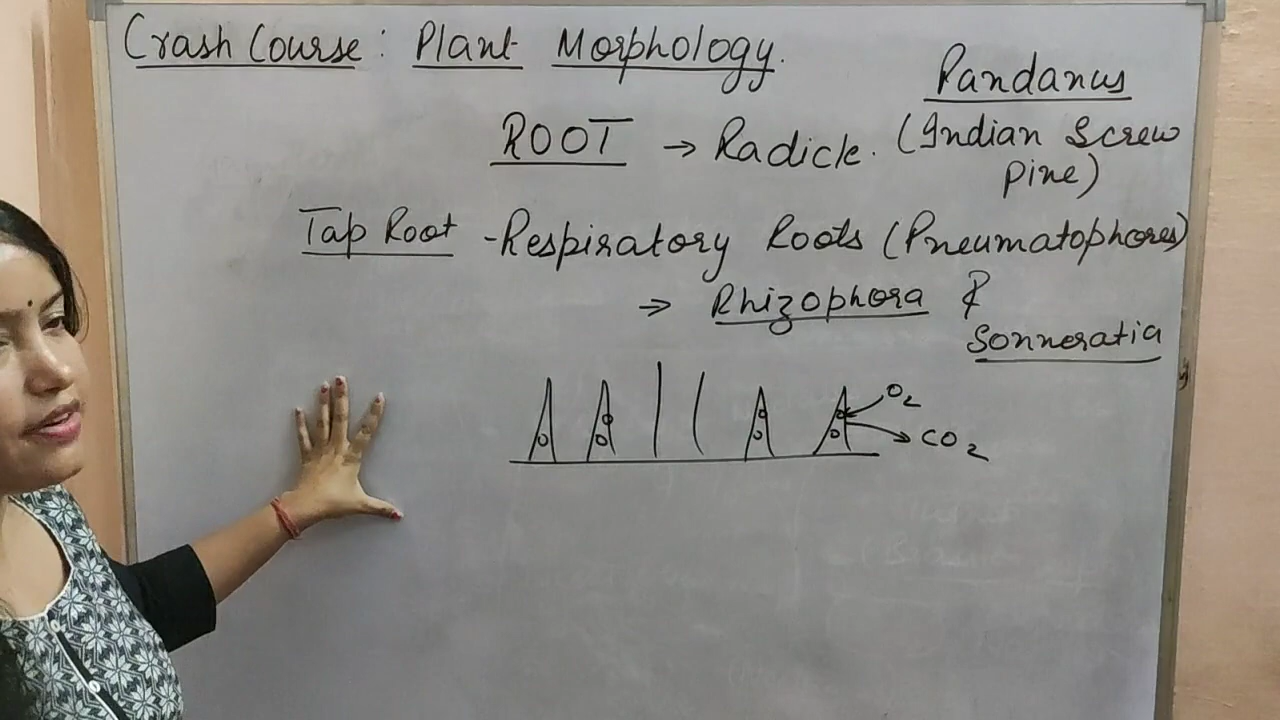 Crash Course: Plant Morphology.
Pandanus
ROOT → Radicle. (Indian Screw
Pine)
Tap Root - Respiratory Roots (Pneumatophores)
⇒ Rhizophora &
Sonneratia
O2
CO2